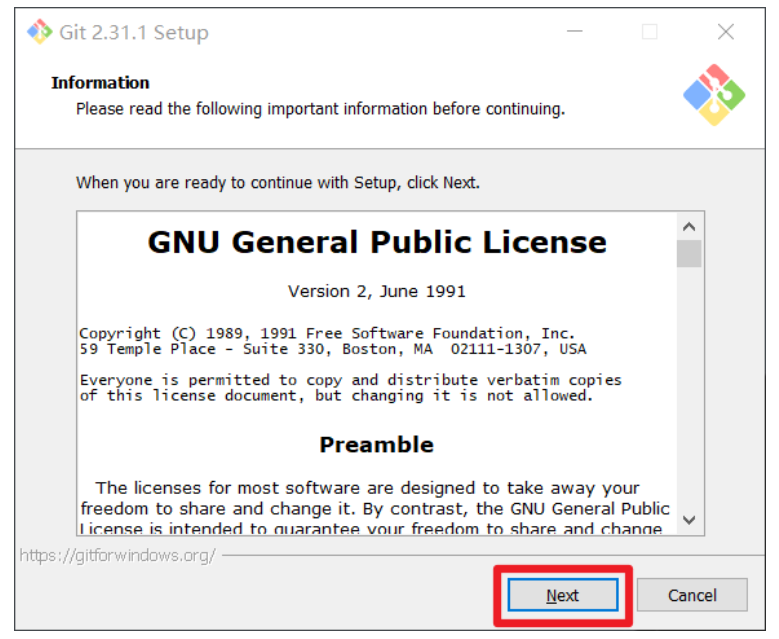 Git 2.31.1 Setup
Information
Please read the following important information before continuing.
When you are ready to continue with Setup, click Next.
GNU General Public License
Version 2, June 1991
Copyright (C) 1989, 1991 Free Software Foundation, Inc.
59 Temple Place - Suite 330, Boston, MA  02111-1307, USA
Everyone is permitted to copy and distribute verbatim copies
of this license document, but changing it is not allowed.
Preamble
The licenses for most software are designed to take away your
freedom to share and change it. By contrast, the GNU General Public
License is intended to guarantee your freedom to share and change
https://gitforwindows.org/
Next
Cancel